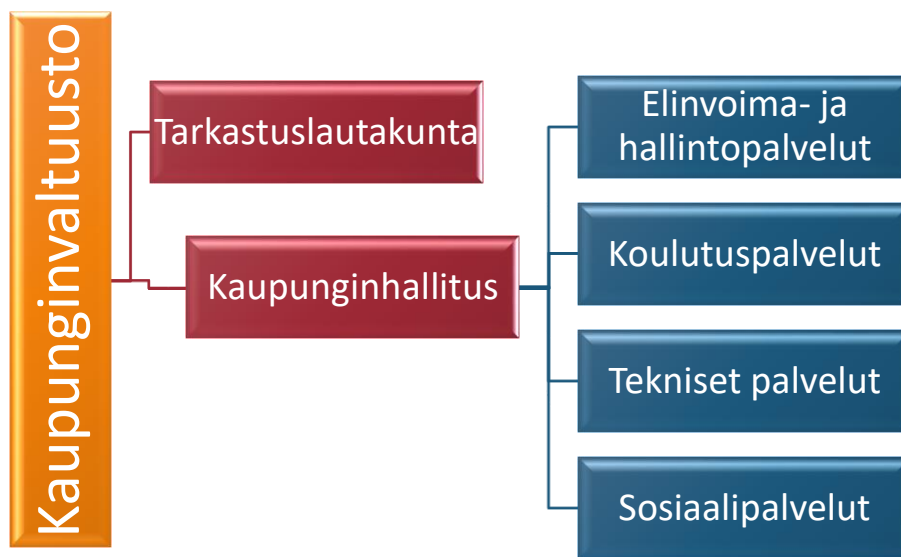 Kaupunginvaltuusto
Tarkastuslautakunta
Kaupunginhallitus
Elinvoima- ja
hallintopalvelut
Koulutuspalvelut
Tekniset palvelut
Sosiaalipalvelut